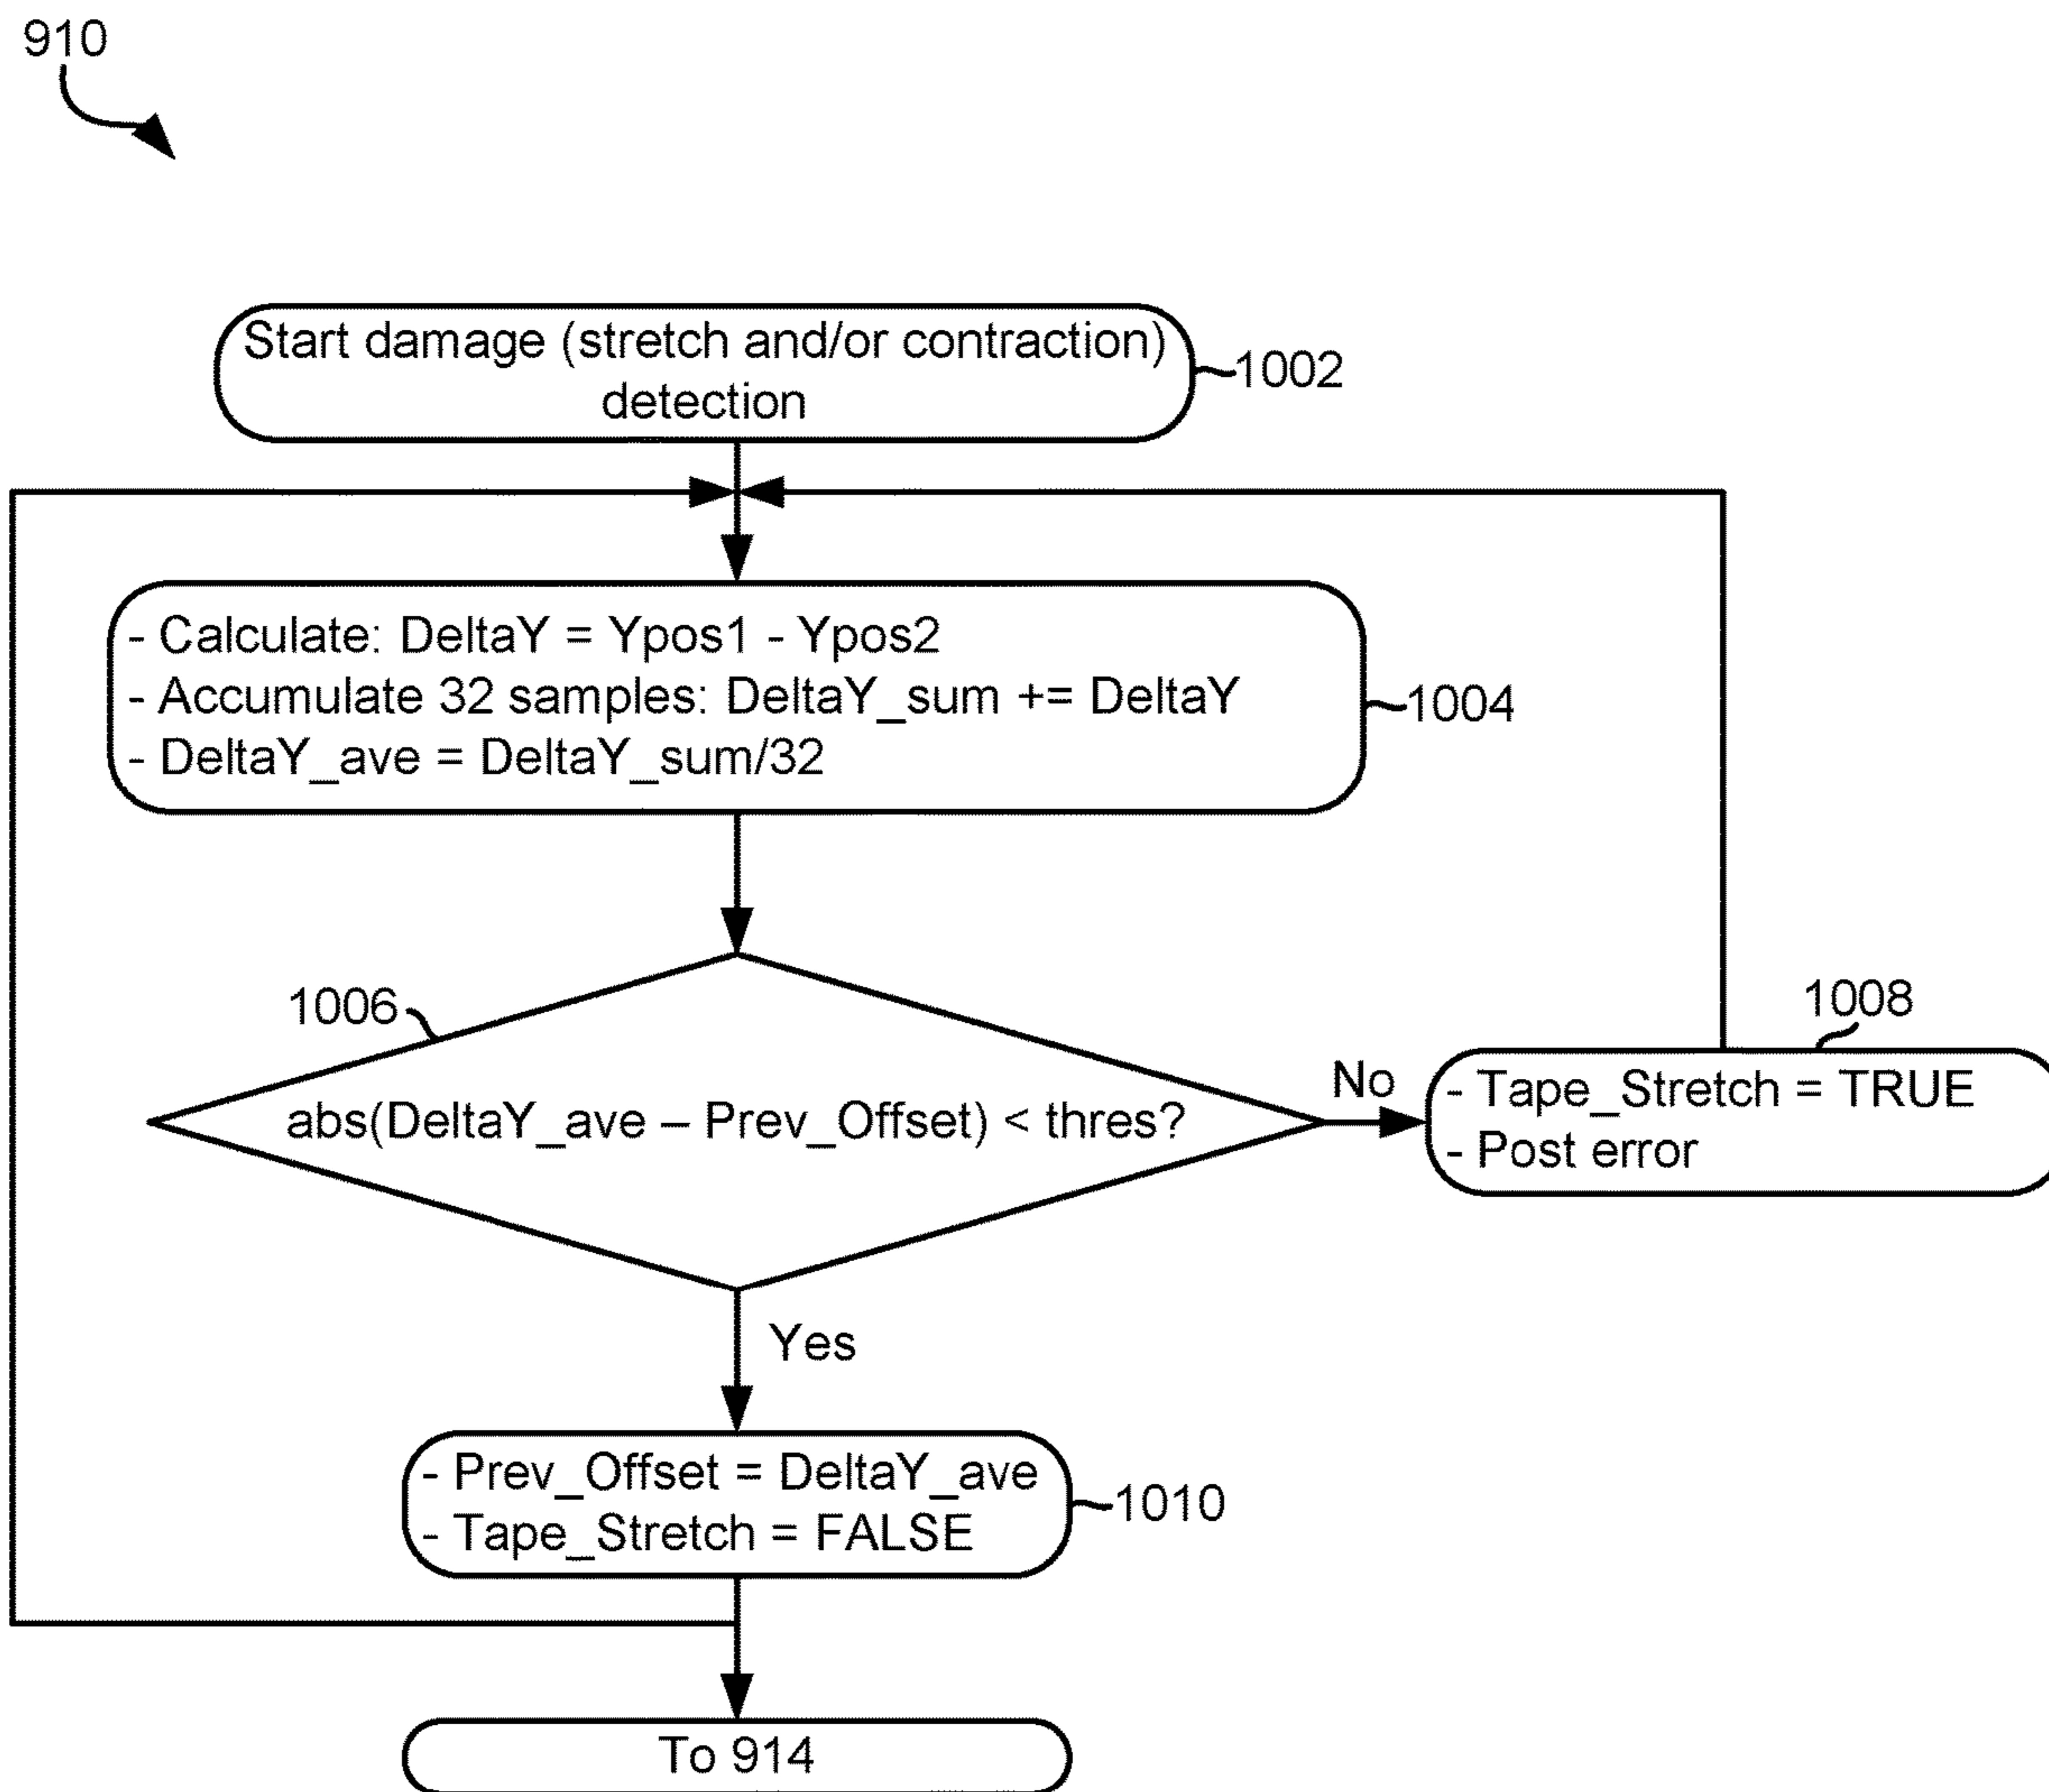 910
Start damage (stretch and/or contraction)
detection
1002
- Calculate: DeltaY = Ypos1 - Ypos2
- Accumulate 32 samples: DeltaY_sum += DeltaY
- DeltaY_ave = DeltaY_sum/32
1004
1006
abs(DeltaY_ave – Prev_Offset) < thres?
No
1008
- Tape_Stretch = TRUE
- Post error
Yes
- Prev_Offset = DeltaY_ave
- Tape_Stretch = FALSE
1010
To 914